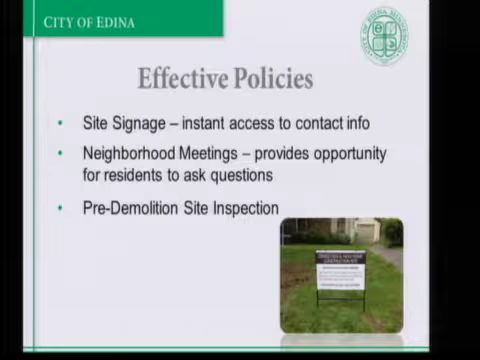 CITY OF EDINA
Effective Policies
• Site Signage – instant access to contact info
• Neighborhood Meetings – provides opportunity
for residents to ask questions
• Pre-Demolition Site Inspection